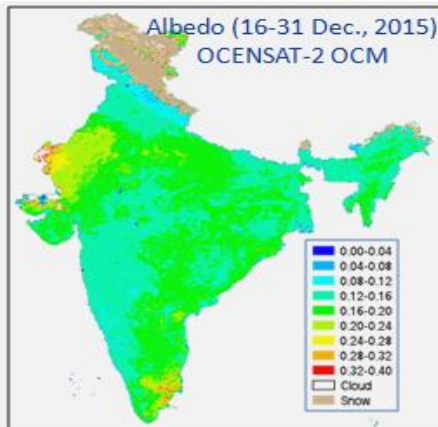 Albedo (16-31 Dec., 2015)
OCENSAT-2 OCM
0.00-0.04
0.04-0.08
0.08-0.12
0.12-0.16
0.16-0.20
0.20-0.24
0.24-0.28
0.28-0.32
0.32-0.40
Cloud
Snow